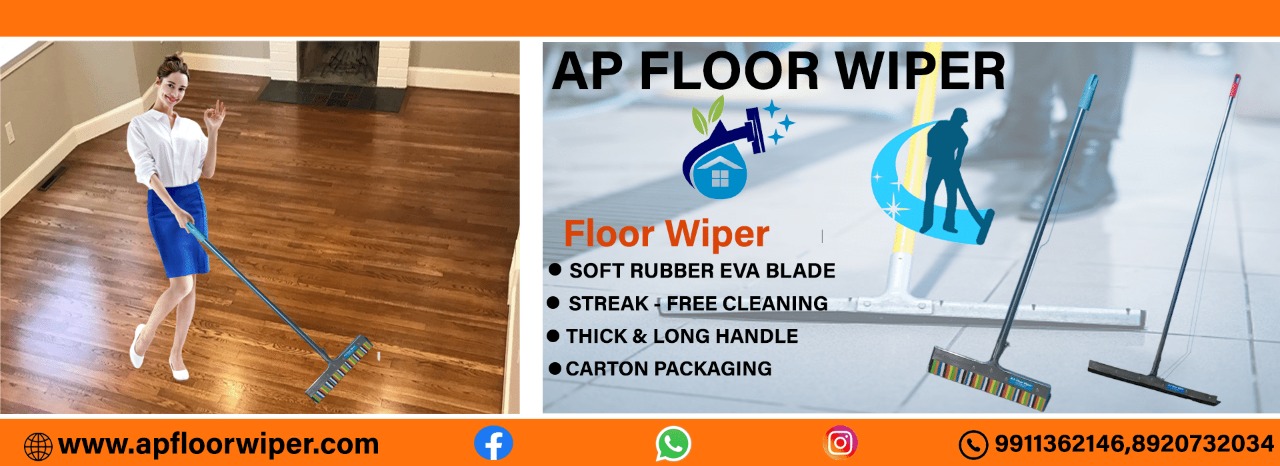 AP FLOOR WIPER
Floor Wiper
● SOFT RUBBER EVA BLADE
● STREAK - FREE CLEANING
● THICK & LONG HANDLE
● CARTON PACKAGING
www.apfloorwiper.com
9911362146,8920732034